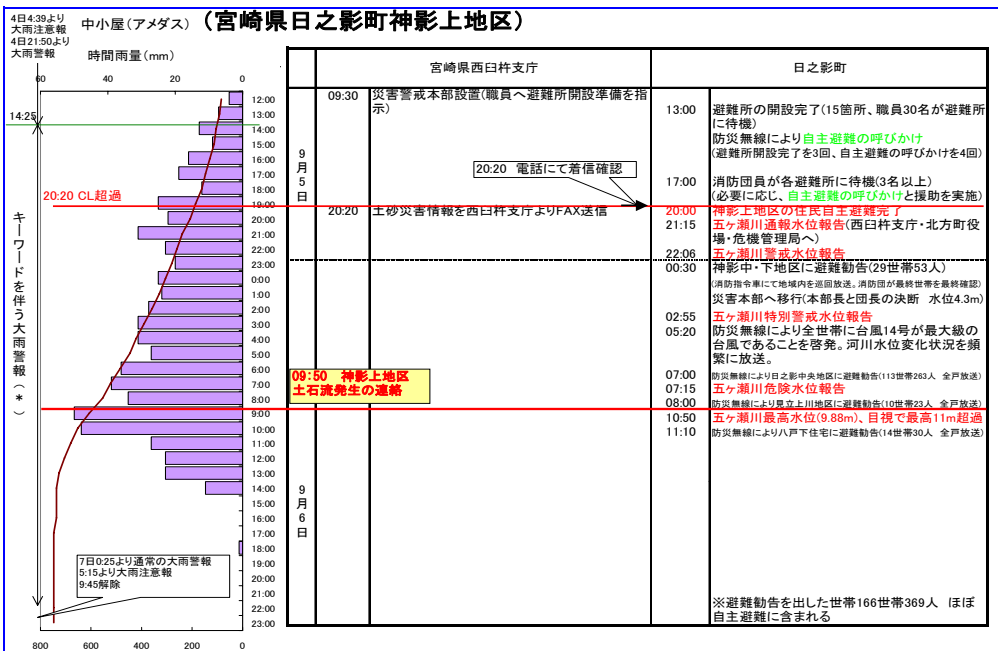 4日4:39より
大雨注意報
4日21:50より
大雨警報
中小屋(アメダス) (宮崎県日之影町神影上地区)
時間雨量(mm)
60 40 20 0
14:25
20:20 CL超過
キーワードを伴う大雨警報(*)
12:00
13:00
14:00
15:00
16:00
17:00
18:00
19:00
20:00
21:00
22:00
23:00
0:00
1:00
2:00
3:00
4:00
5:00
6:00
7:00
8:00
9:00
10:00
11:00
12:00
13:00
14:00
15:00
16:00
17:00
18:00
19:00
20:00
21:00
22:00
23:00
7日0:25より通常の大雨警報
5:15より大雨注意報
9:45解除
800 600 400 200 0
9月5日
9月6日
宮崎県西臼杵支庁
09:30 災害警戒本部設置(職員へ避難所開設準備を指
示)
20:20 電話にて着信確認
20:20 土砂災害情報を西臼杵支庁よりFAX送信
09:50 神影上地区
土石流発生の連絡
日之影町
13:00 避難所の開設完了(15箇所、職員30名が避難所
に待機)
防災無線により自主避難の呼びかけ
(避難所開設完了を3回、自主避難の呼びかけを4回)
17:00 消防団員が各避難所に待機(3名以上)
(必要に応じ、自主避難の呼びかけと援助を実施)
20:00 神影上地区の住民自主避難完了
21:15 五ヶ瀬川通報水位報告(西臼杵支庁・北方町役
場・危機管理局へ)
22:06 五ヶ瀬川警戒水位報告
00:30 神影中・下地区に避難勧告(29世帯53人)
(消防指令車にて地域内を巡回放送。消防団が最終世帯を最終確認)
災害本部へ移行(本部長と団長の決断 水位4.3m)
02:55 五ヶ瀬川特別警戒水位報告
05:20 防災無線により全世帯に台風14号が最大級の
台風であることを啓発。河川水位変化状況を頻
繁に放送。
07:00 防災無線により日之影中央地区に避難勧告(113世帯263人 全戸放送)
07:15 五ヶ瀬川危険水位報告
08:00 防災無線により見立上川地区に避難勧告(10世帯23人 全戸放送)
10:50 五ヶ瀬川最高水位(9.88m)、目視で最高11m超過
11:10 防災無線により八戸下住宅に避難勧告(14世帯30人 全戸放送)
※避難勧告を出した世帯166世帯369人 ほぼ
自主避難に含まれる